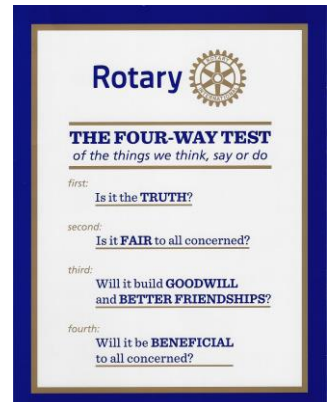 Rotary
ROTARY
INTERNATIONAL
THE FOUR-WAY TEST
of the things we think, say or do
first:
Is it the TRUTH?
second:
Is it FAIR to all concerned?
third:
Will it build GOODWILL
and BETTER FRIENDSHIPS?
fourth:
Will it be BENEFICIAL
to all concerned?